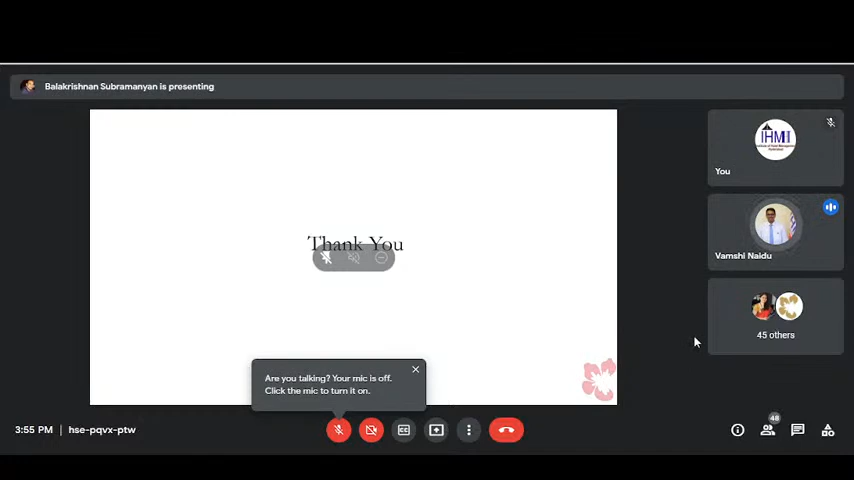 Balakrishnan Subramanyan is presenting
IHM
You
Vamshi Naidu
Thank You
45 others
Are you talking? Your mic is off.
Click the mic to turn it on.
3:55 PM | hse-pqvx-ptw
48